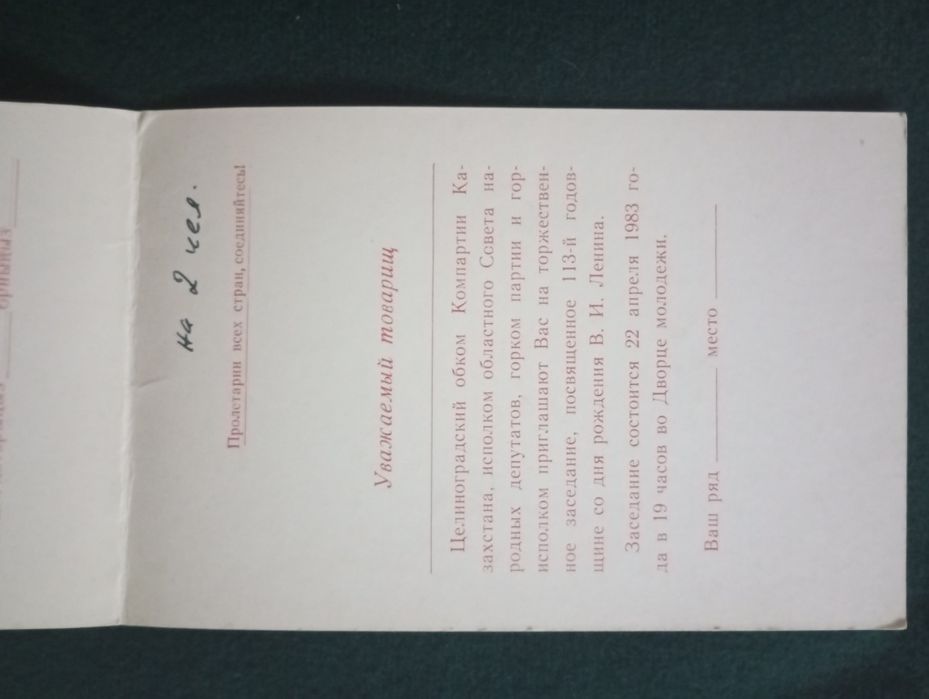 на 2 чел.
Пролетарии всех стран, соединяйтесь!
Уважаемый товарищ
Целиноградский обком Компартии Ка-
захстана, исполком областного Совета на-
родных депутатов, горком партии и гор-
исполком приглашают Вас на торжествен-
ное заседание, посвященное 113-й годов-
щине со дня рождения В. И. Ленина.
Заседание состоится 22 апреля 1983 го-
да в 19 часов во Дворце молодежи.
Ваш ряд ______ место ______